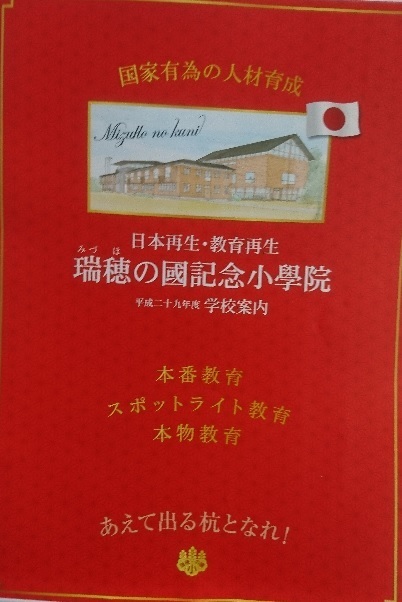 国家有為の人材育成
Mizuho no kuni
日本再生・教育再生
みづほ
瑞穂の國記念小學院
平成二十九年度 学校案内
本番教育
スポットライト教育
本物教育
あえて出る杭となれ!
小